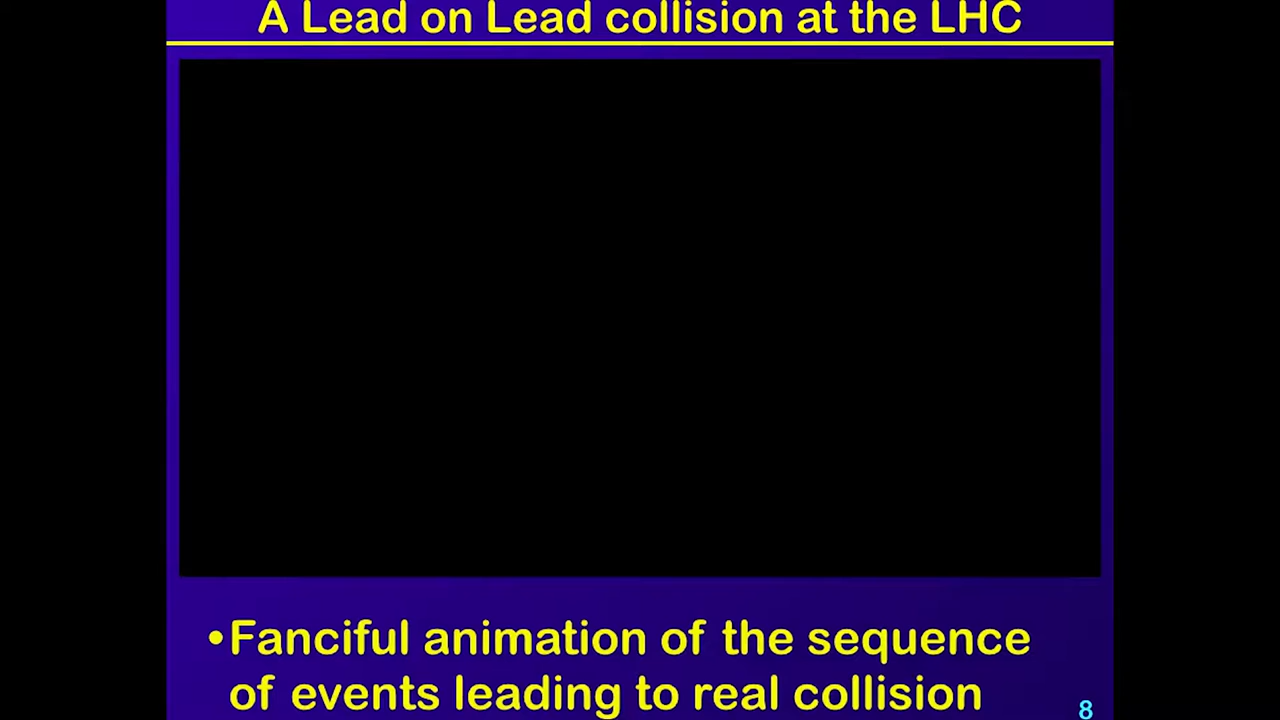 A Lead on Lead collision at the LHC
•Fanciful animation of the sequence
of events leading to real collision
8